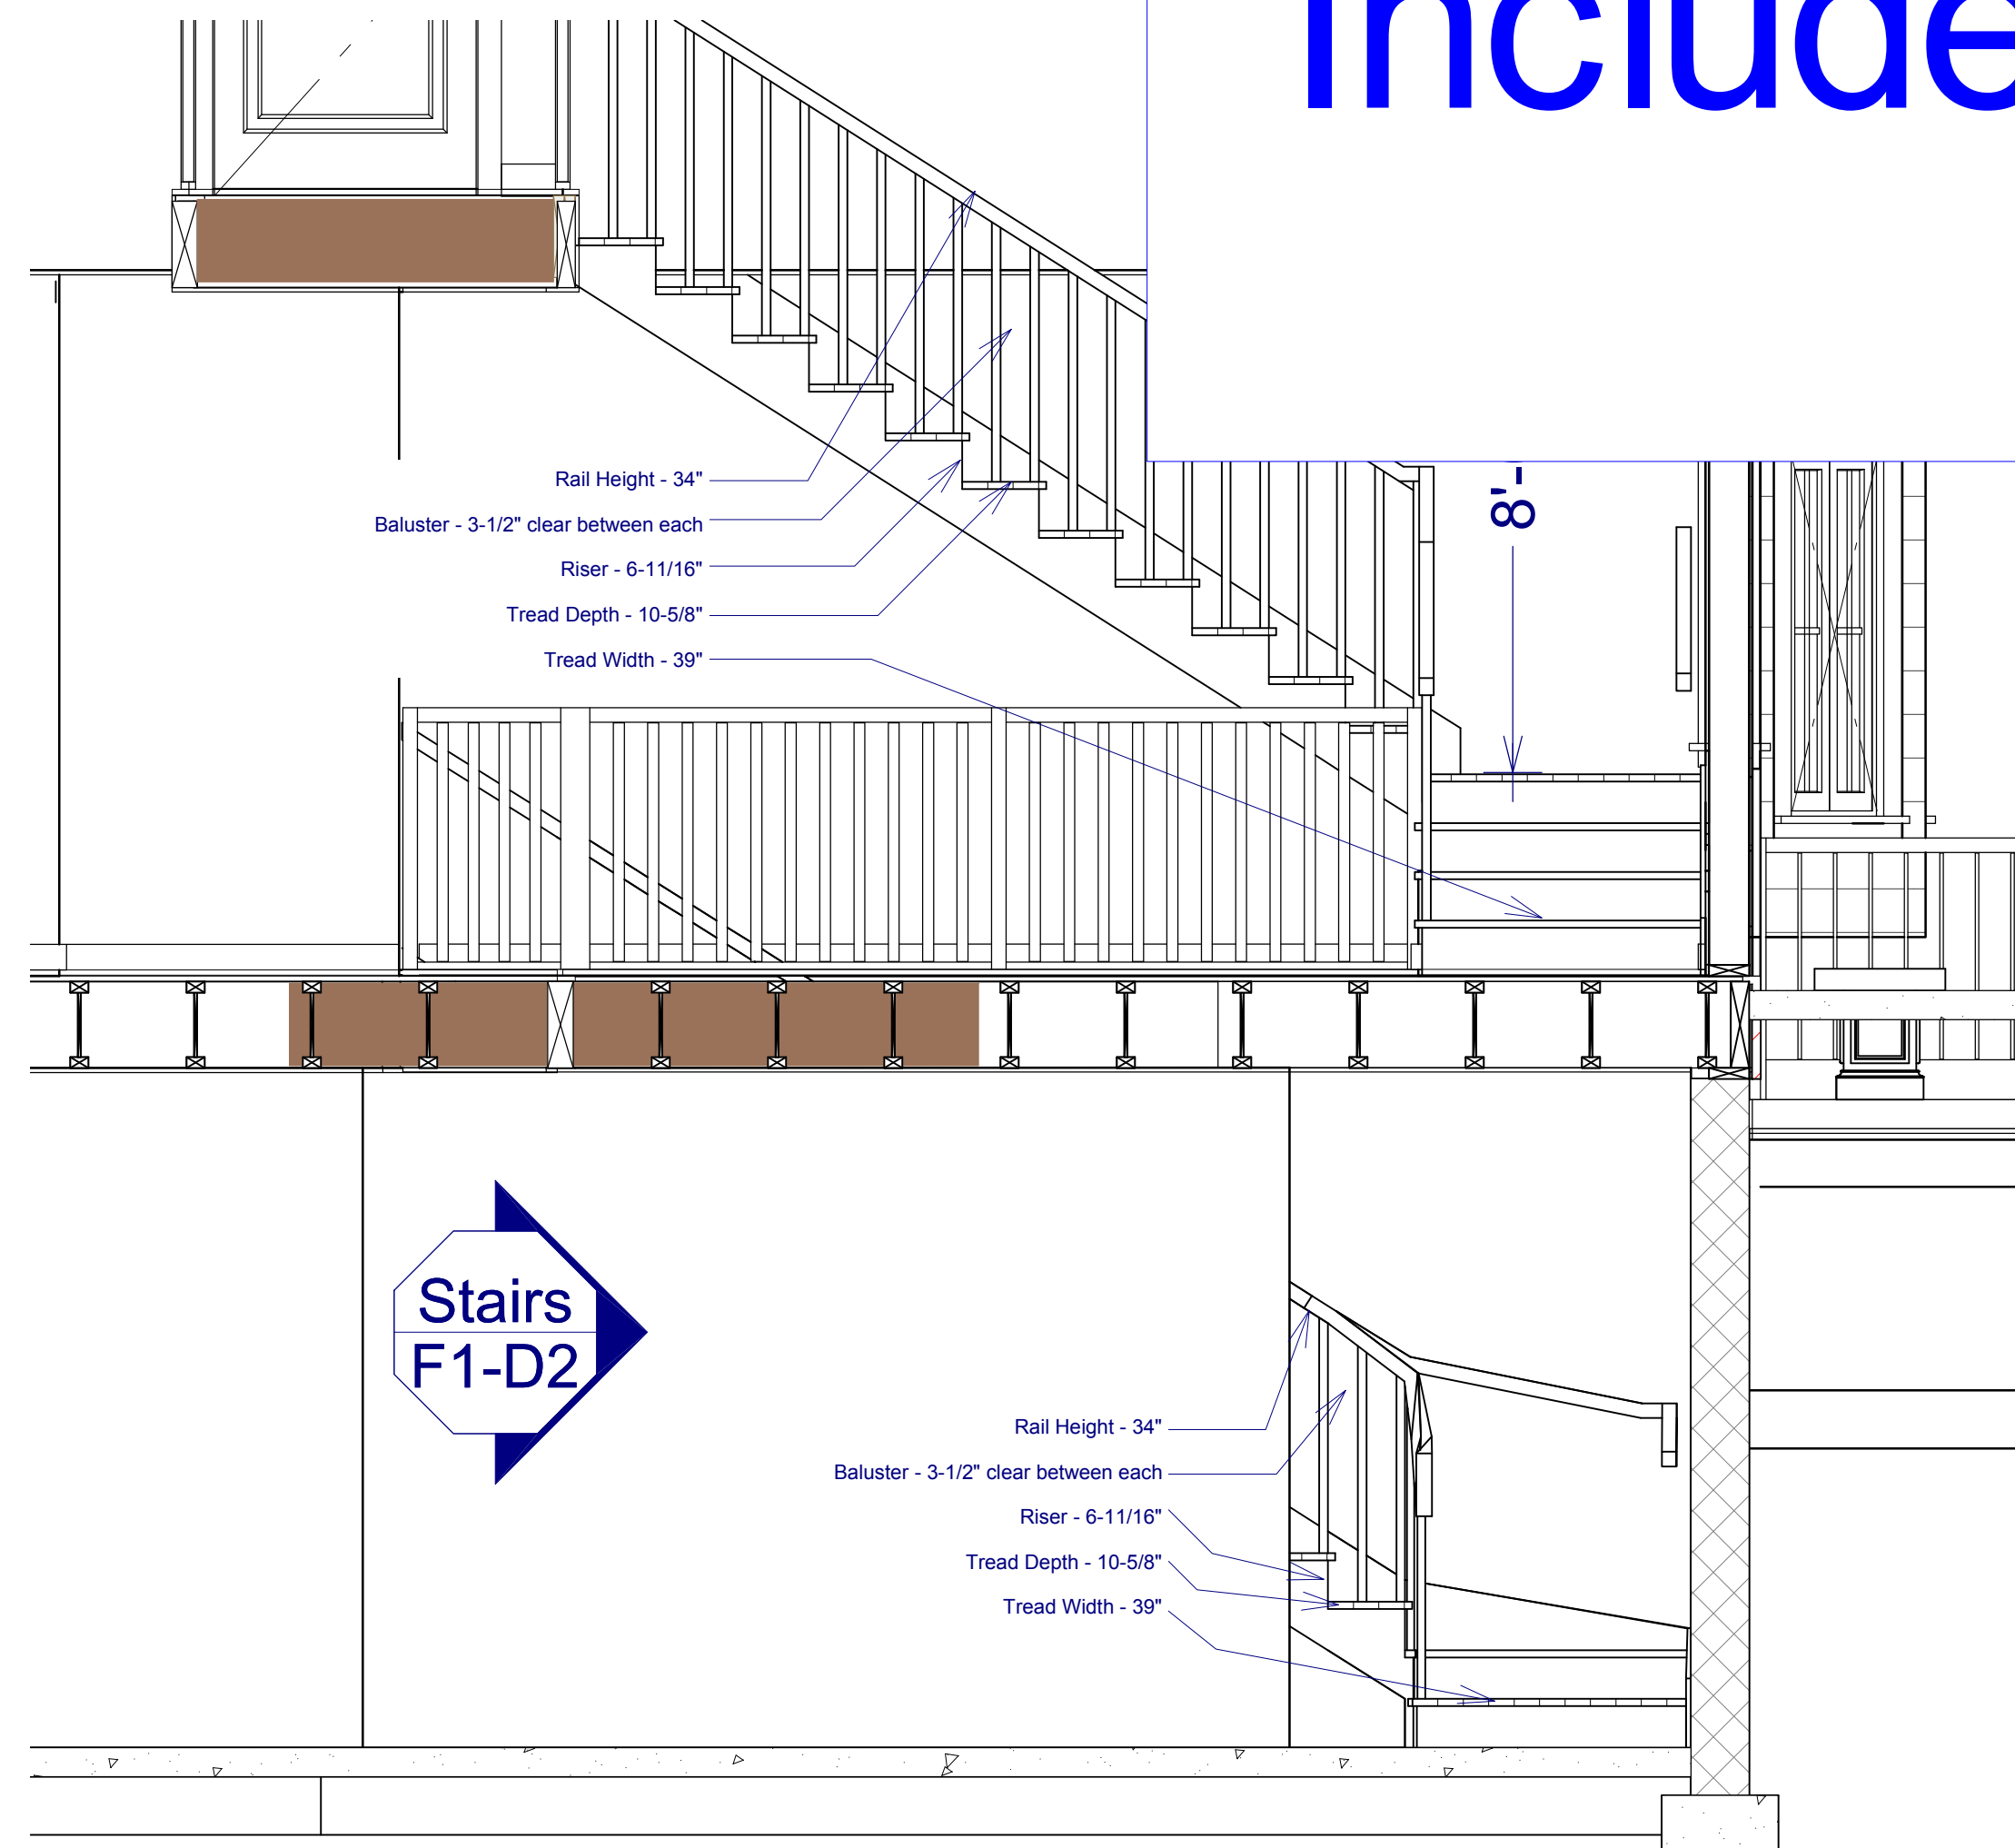 Include
Rail Height - 34"
Baluster - 3-1/2" clear between each
Riser - 6-11/16"
Tread Depth - 10-5/8"
Tread Width - 39"
8'-
Stairs
F1-D2
Rail Height - 34"
Baluster - 3-1/2" clear between each
Riser - 6-11/16"
Tread Depth - 10-5/8"
Tread Width - 39"